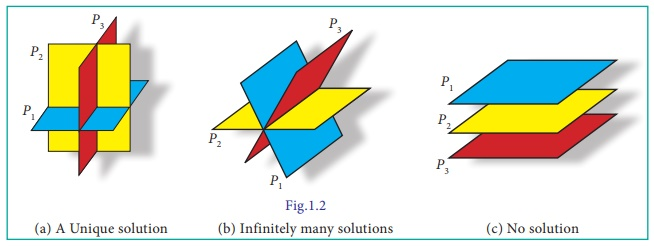 P₃
P₂
P₁
P₃
P₂
P₁
P₁
P₂
P₃
Fig.1.2
(a) A Unique solution
(b) Infinitely many solutions
(c) No solution